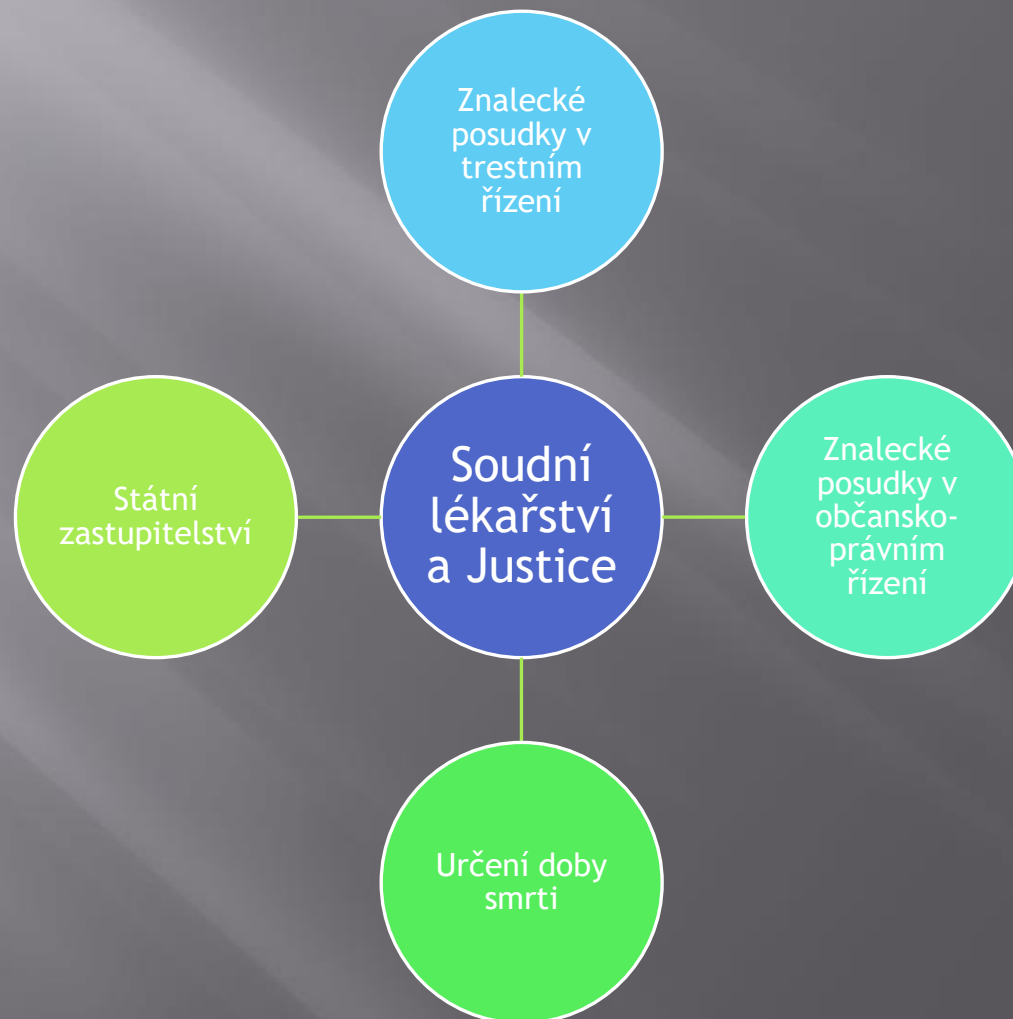 Znalecké
posudky v
trestním
řízení
Státní
zastupitelství
Soudní
lékařství
a Justice
Znalecké
posudky v
občansko-
právním
řízení
Určení doby
smrti